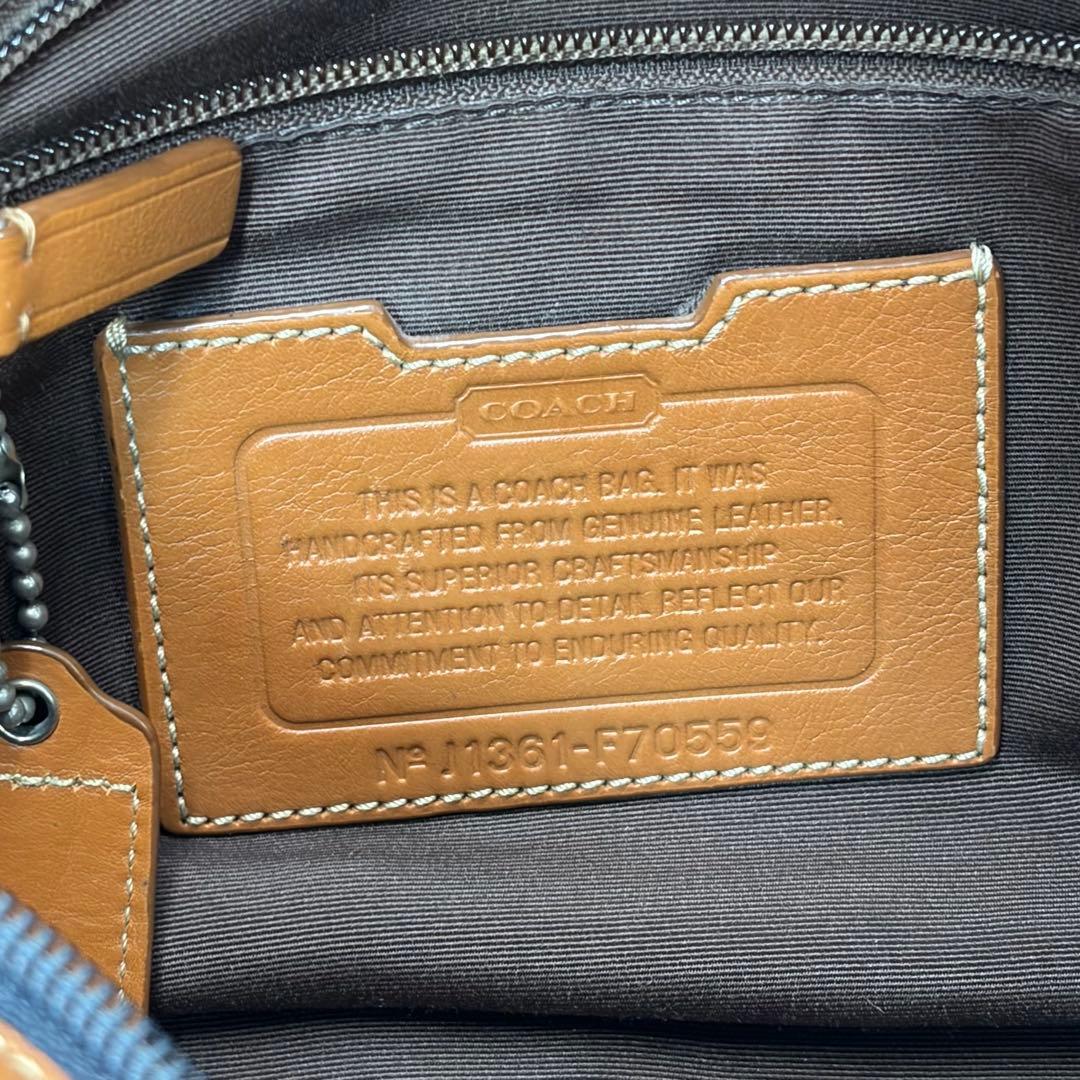 COACH
THIS IS A COACH BAG. IT WAS
HANDCRAFTED FROM GENUINE LEATHER.
ITS SUPERIOR CRAFTSMANSHIP
AND ATTENTION TO DETAIL REFLECT OUR
COMMITMENT TO ENDURING QUALITY.
Nº J1361-F70559